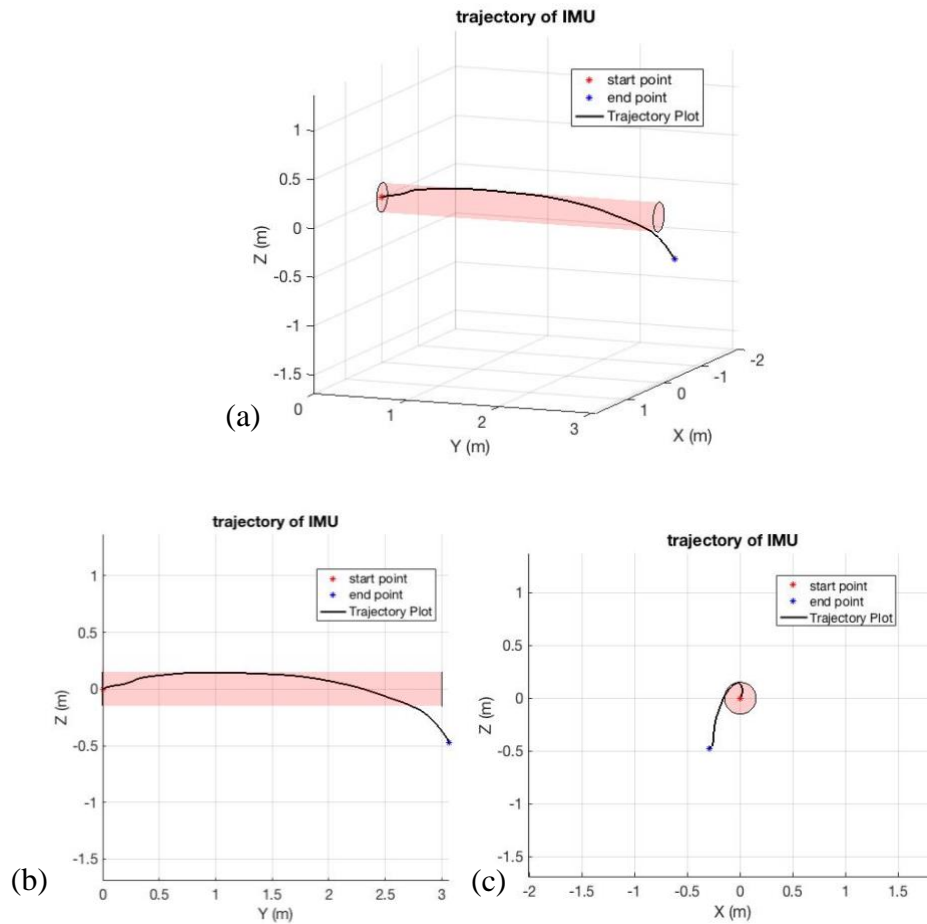 trajectory of IMU
start point
end point
Trajectory Plot
1
0.5
0
-0.5
-1
-1.5
Z (m)
0
1
2
3
Y (m)
1
0
-1
-2
X (m)
(a)
trajectory of IMU
start point
end point
Trajectory Plot
1
0.5
0
-0.5
-1
-1.5
Z (m)
0
0.5
1
1.5
2
2.5
3
Y (m)
(b)
trajectory of IMU
start point
end point
Trajectory Plot
1
0.5
0
-0.5
-1
-1.5
Z (m)
-2
-1.5
-1
-0.5
0
0.5
1
1.5
X (m)
(c)